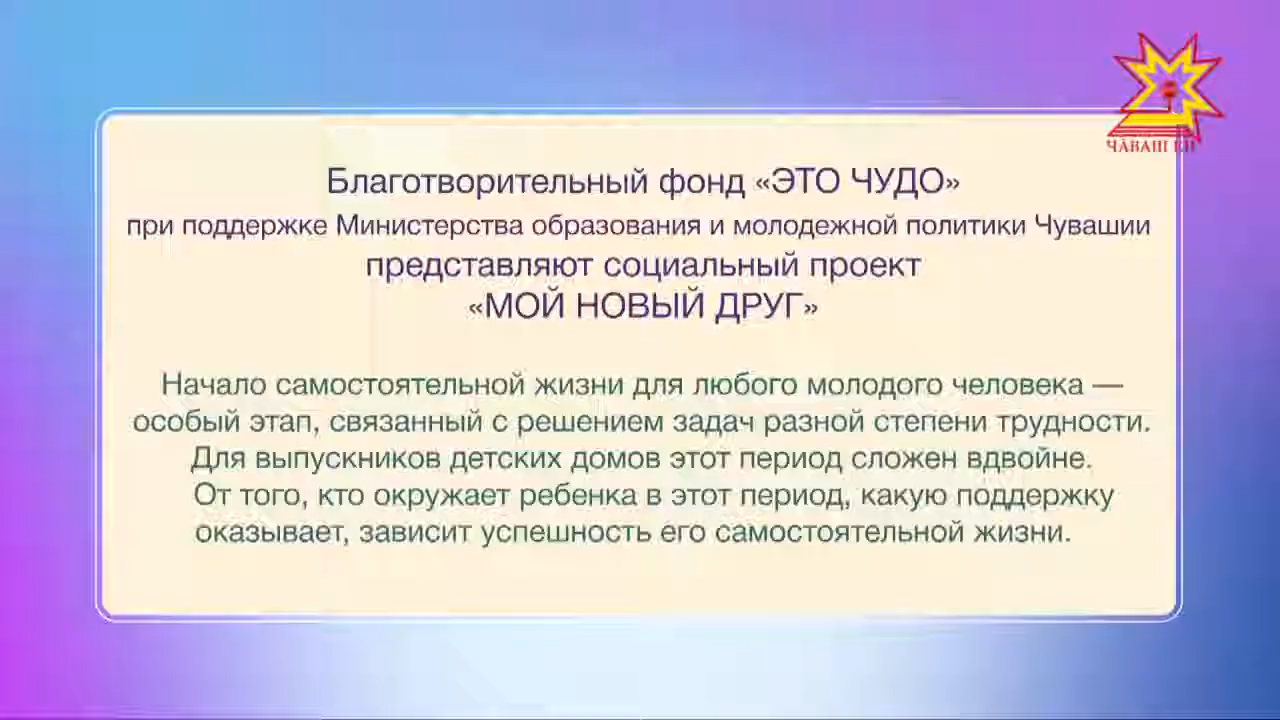 ЧӐВАШ ЕН
Благотворительный фонд «ЭТО ЧУДО»
при поддержке Министерства образования и молодежной политики Чувашии
представляют социальный проект
«МОЙ НОВЫЙ ДРУГ»
Начало самостоятельной жизни для любого молодого человека —
особый этап, связанный с решением задач разной степени трудности.
Для выпускников детских домов этот период сложен вдвойне.
От того, кто окружает ребенка в этот период, какую поддержку
оказывает, зависит успешность его самостоятельной жизни.